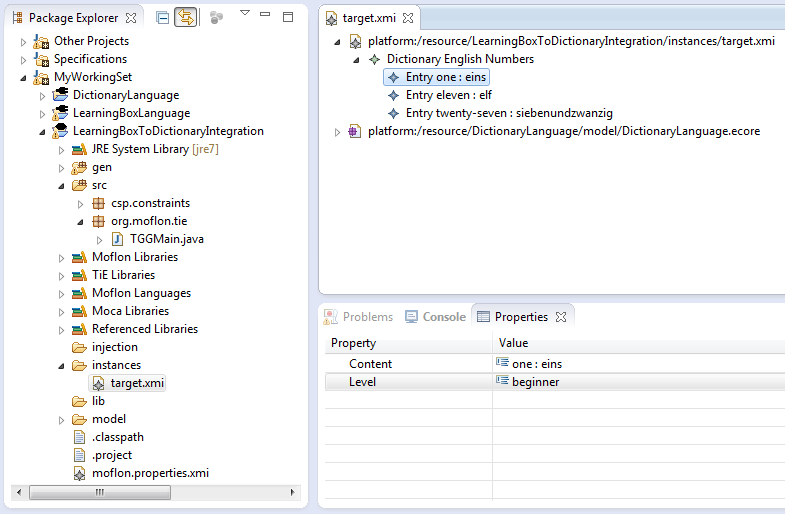 Package Explorer
Other Projects
Specifications
MyWorkingSet
DictionaryLanguage
LearningBoxLanguage
LearningBoxToDictionaryIntegration
JRE System Library [jre7]
gen
src
csp.constraints
org.moflon.tie
TGGMain.java
Moflon Libraries
TiE Libraries
Moflon Languages
Moca Libraries
Referenced Libraries
injection
instances
target.xmi
lib
model
.classpath
.project
moflon.properties.xmi
target.xmi
platform:/resource/LearningBoxToDictionaryIntegration/instances/target.xmi
Dictionary English Numbers
Entry one : eins
Entry eleven : elf
Entry twenty-seven : siebenundzwanzig
platform:/resource/DictionaryLanguage/model/DictionaryLanguage.ecore
Problems Console Properties
Property Value
Content one : eins
Level beginner